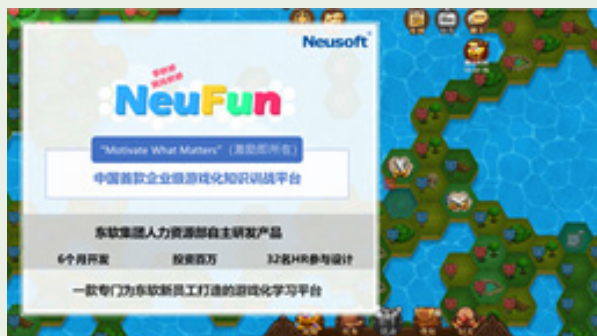 Neusoft
NeuFun
“Motivate What Matters”（激励即所有）
中国首款企业级游戏化知识训战平台
东软集团人力资源部自主研发产品
6个月开发 投资百万 32名HR参与设计
一款专门为东软新员工打造的游戏化学习平台